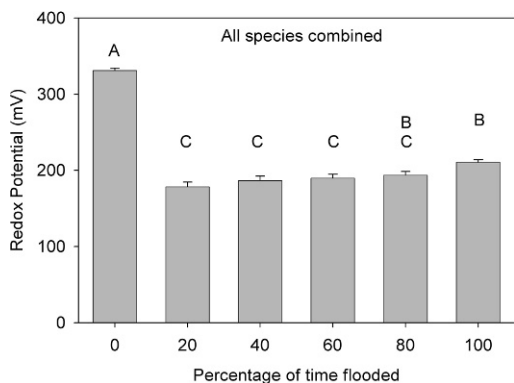 All species combined
Redox Potential (mV)
400
300
200
100
0
A
C
C
C
B
C
B
0 20 40 60 80 100
Percentage of time flooded